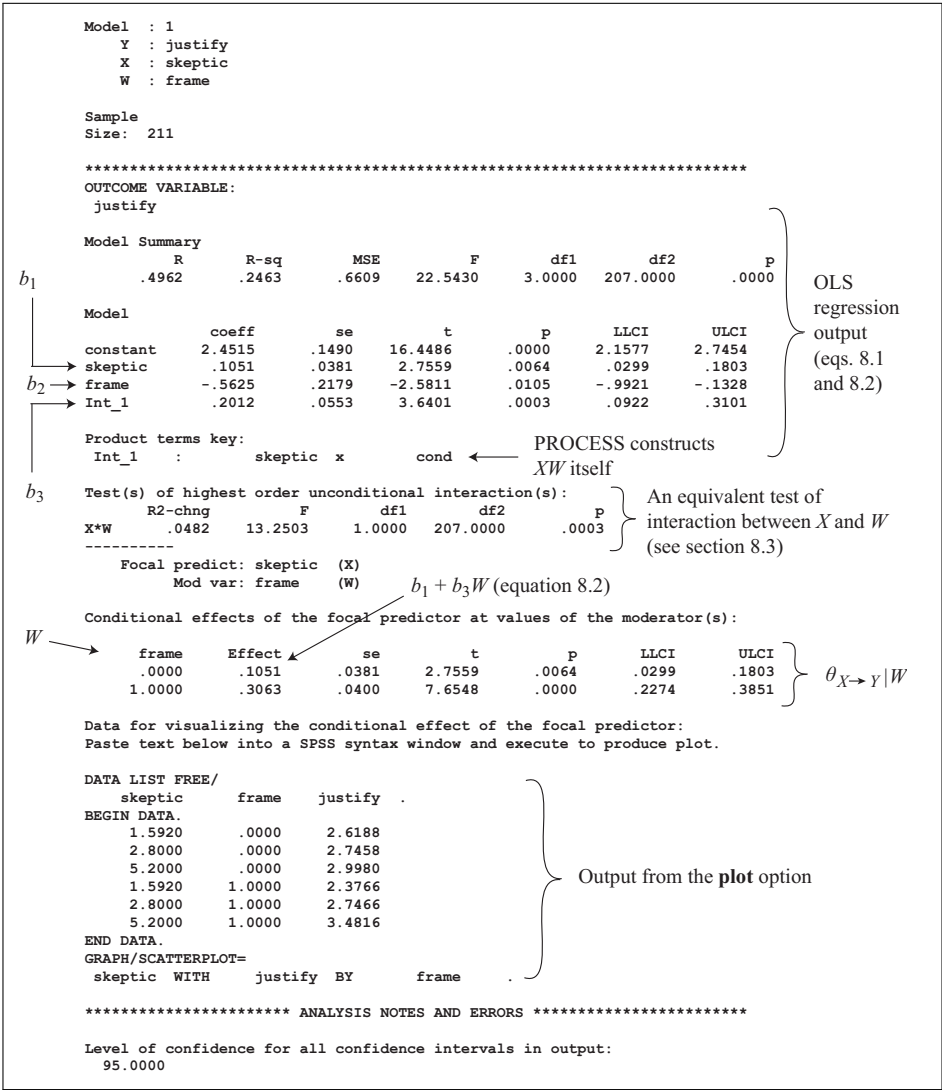 Model : 1
Y : justify
X : skeptic
W : frame
Sample
Size: 211
**************************************************************************
OUTCOME VARIABLE:
justify
Model Summary
R R-sq MSE F df1 df2 p
.4962 .2463 .6609 22.5430 3.0000 207.0000 .0000
Model
coeff se t p LLCI ULCI
constant 2.4515 .1490 16.4486 .0000 2.1577 2.7454
b1
skeptic .1051 .0381 2.7559 .0064 .0299 .1803
b2
frame -.5625 .2179 -2.5811 .0105 -.9921 -.1328
b3
Int_1 .2012 .0553 3.6401 .0003 .0922 .3101
OLS
regression
output
(eqs. 8.1
and 8.2)
Product terms key:
Int_1 : skeptic x cond
PROCESS constructs
XW itself
Test(s) of highest order unconditional interaction(s):
R2-chng F df1 df2 p
X*W .0482 13.2503 1.0000 207.0000 .0003
----------
An equivalent test of
interaction between X and W
(see section 8.3)
Focal predict: skeptic (X)
Mod var: frame (W)
b1 + b3W (equation 8.2)
Conditional effects of the focal predictor at values of the moderator(s):
W
frame Effect se t p LLCI ULCI
.0000 .1051 .0381 2.7559 .0064 .0299 .1803
1.0000 .3063 .0400 7.6548 .0000 .2274 .3851
θX→ Y|W
Data for visualizing the conditional effect of the focal predictor:
Paste text below into a SPSS syntax window and execute to produce plot.
DATA LIST FREE/
skeptic frame justify .
BEGIN DATA.
1.5920 .0000 2.6188
2.8000 .0000 2.7458
5.2000 .0000 2.9980
1.5920 1.0000 2.3766
2.8000 1.0000 2.7466
5.2000 1.0000 3.4816
END DATA.
GRAPH/SCATTERPLOT=
skeptic WITH justify BY frame .
Output from the plot option
*********************** ANALYSIS NOTES AND ERRORS ************************
Level of confidence for all confidence intervals in output:
95.0000